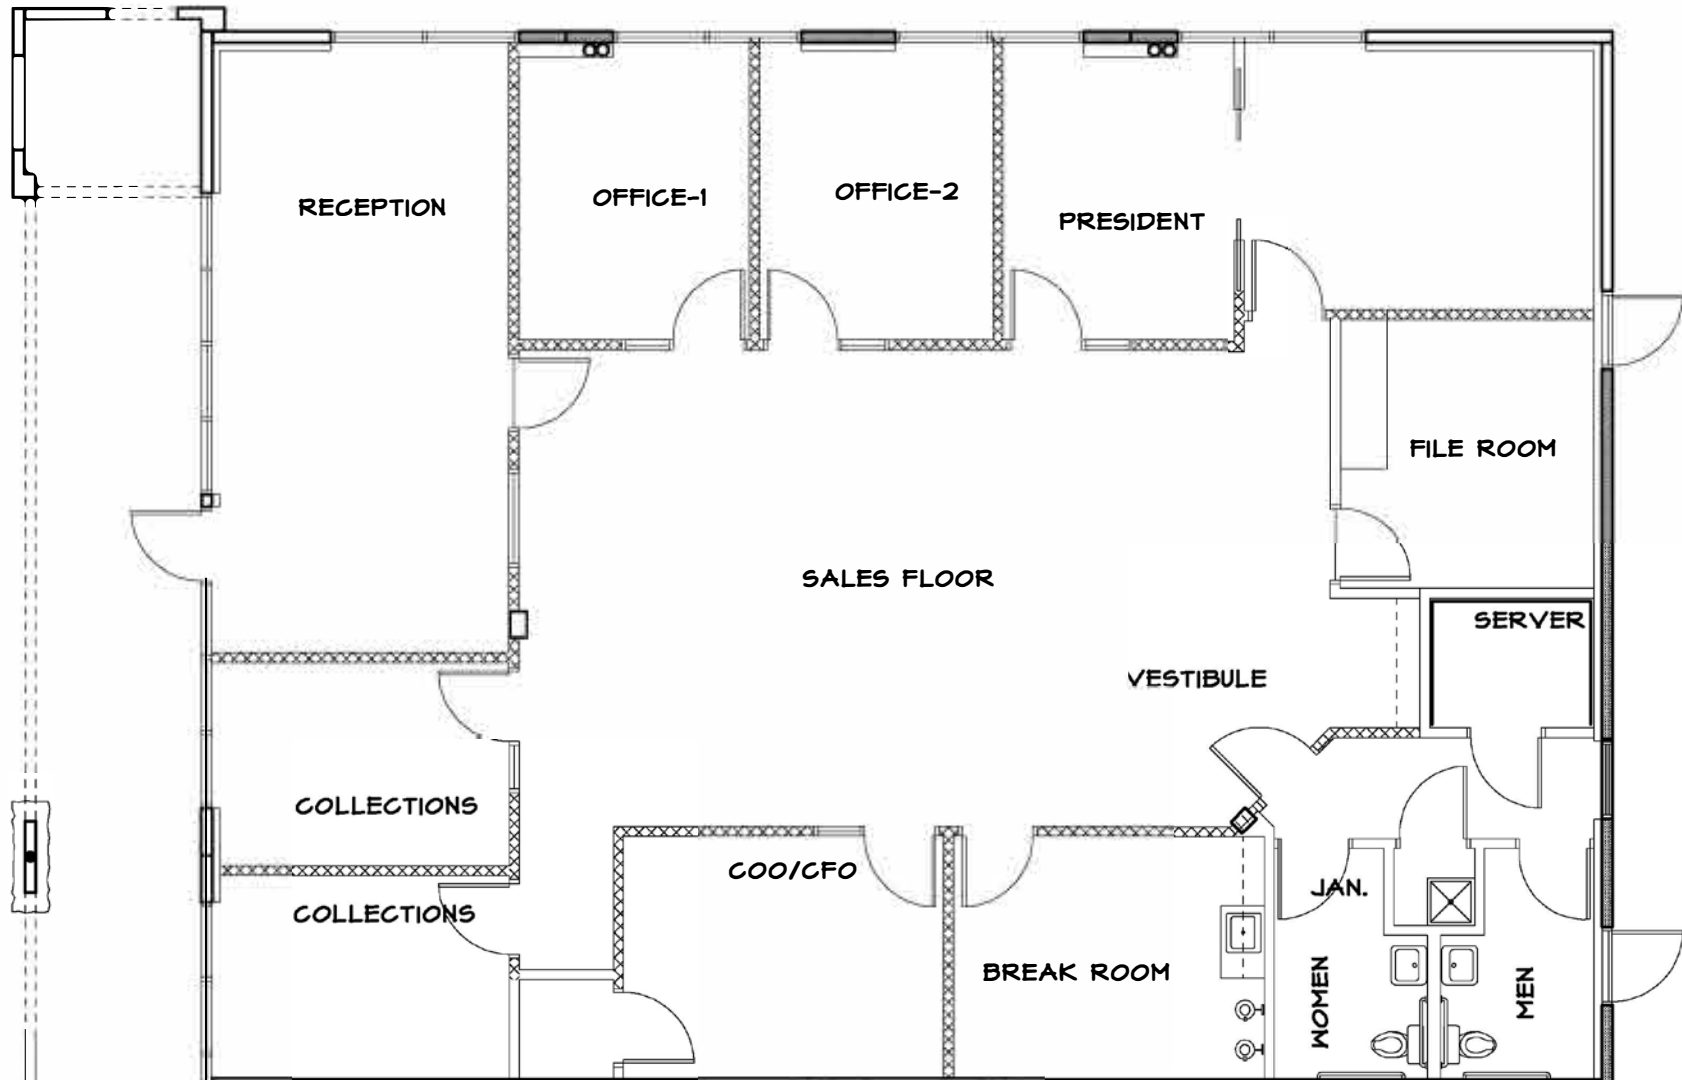 RECEPTION
OFFICE-1
OFFICE-2
PRESIDENT
FILE ROOM
SALES FLOOR
SERVER
VESTIBULE
COLLECTIONS
COO/CFO
JAN.
COLLECTIONS
BREAK ROOM
WOMEN
MEN